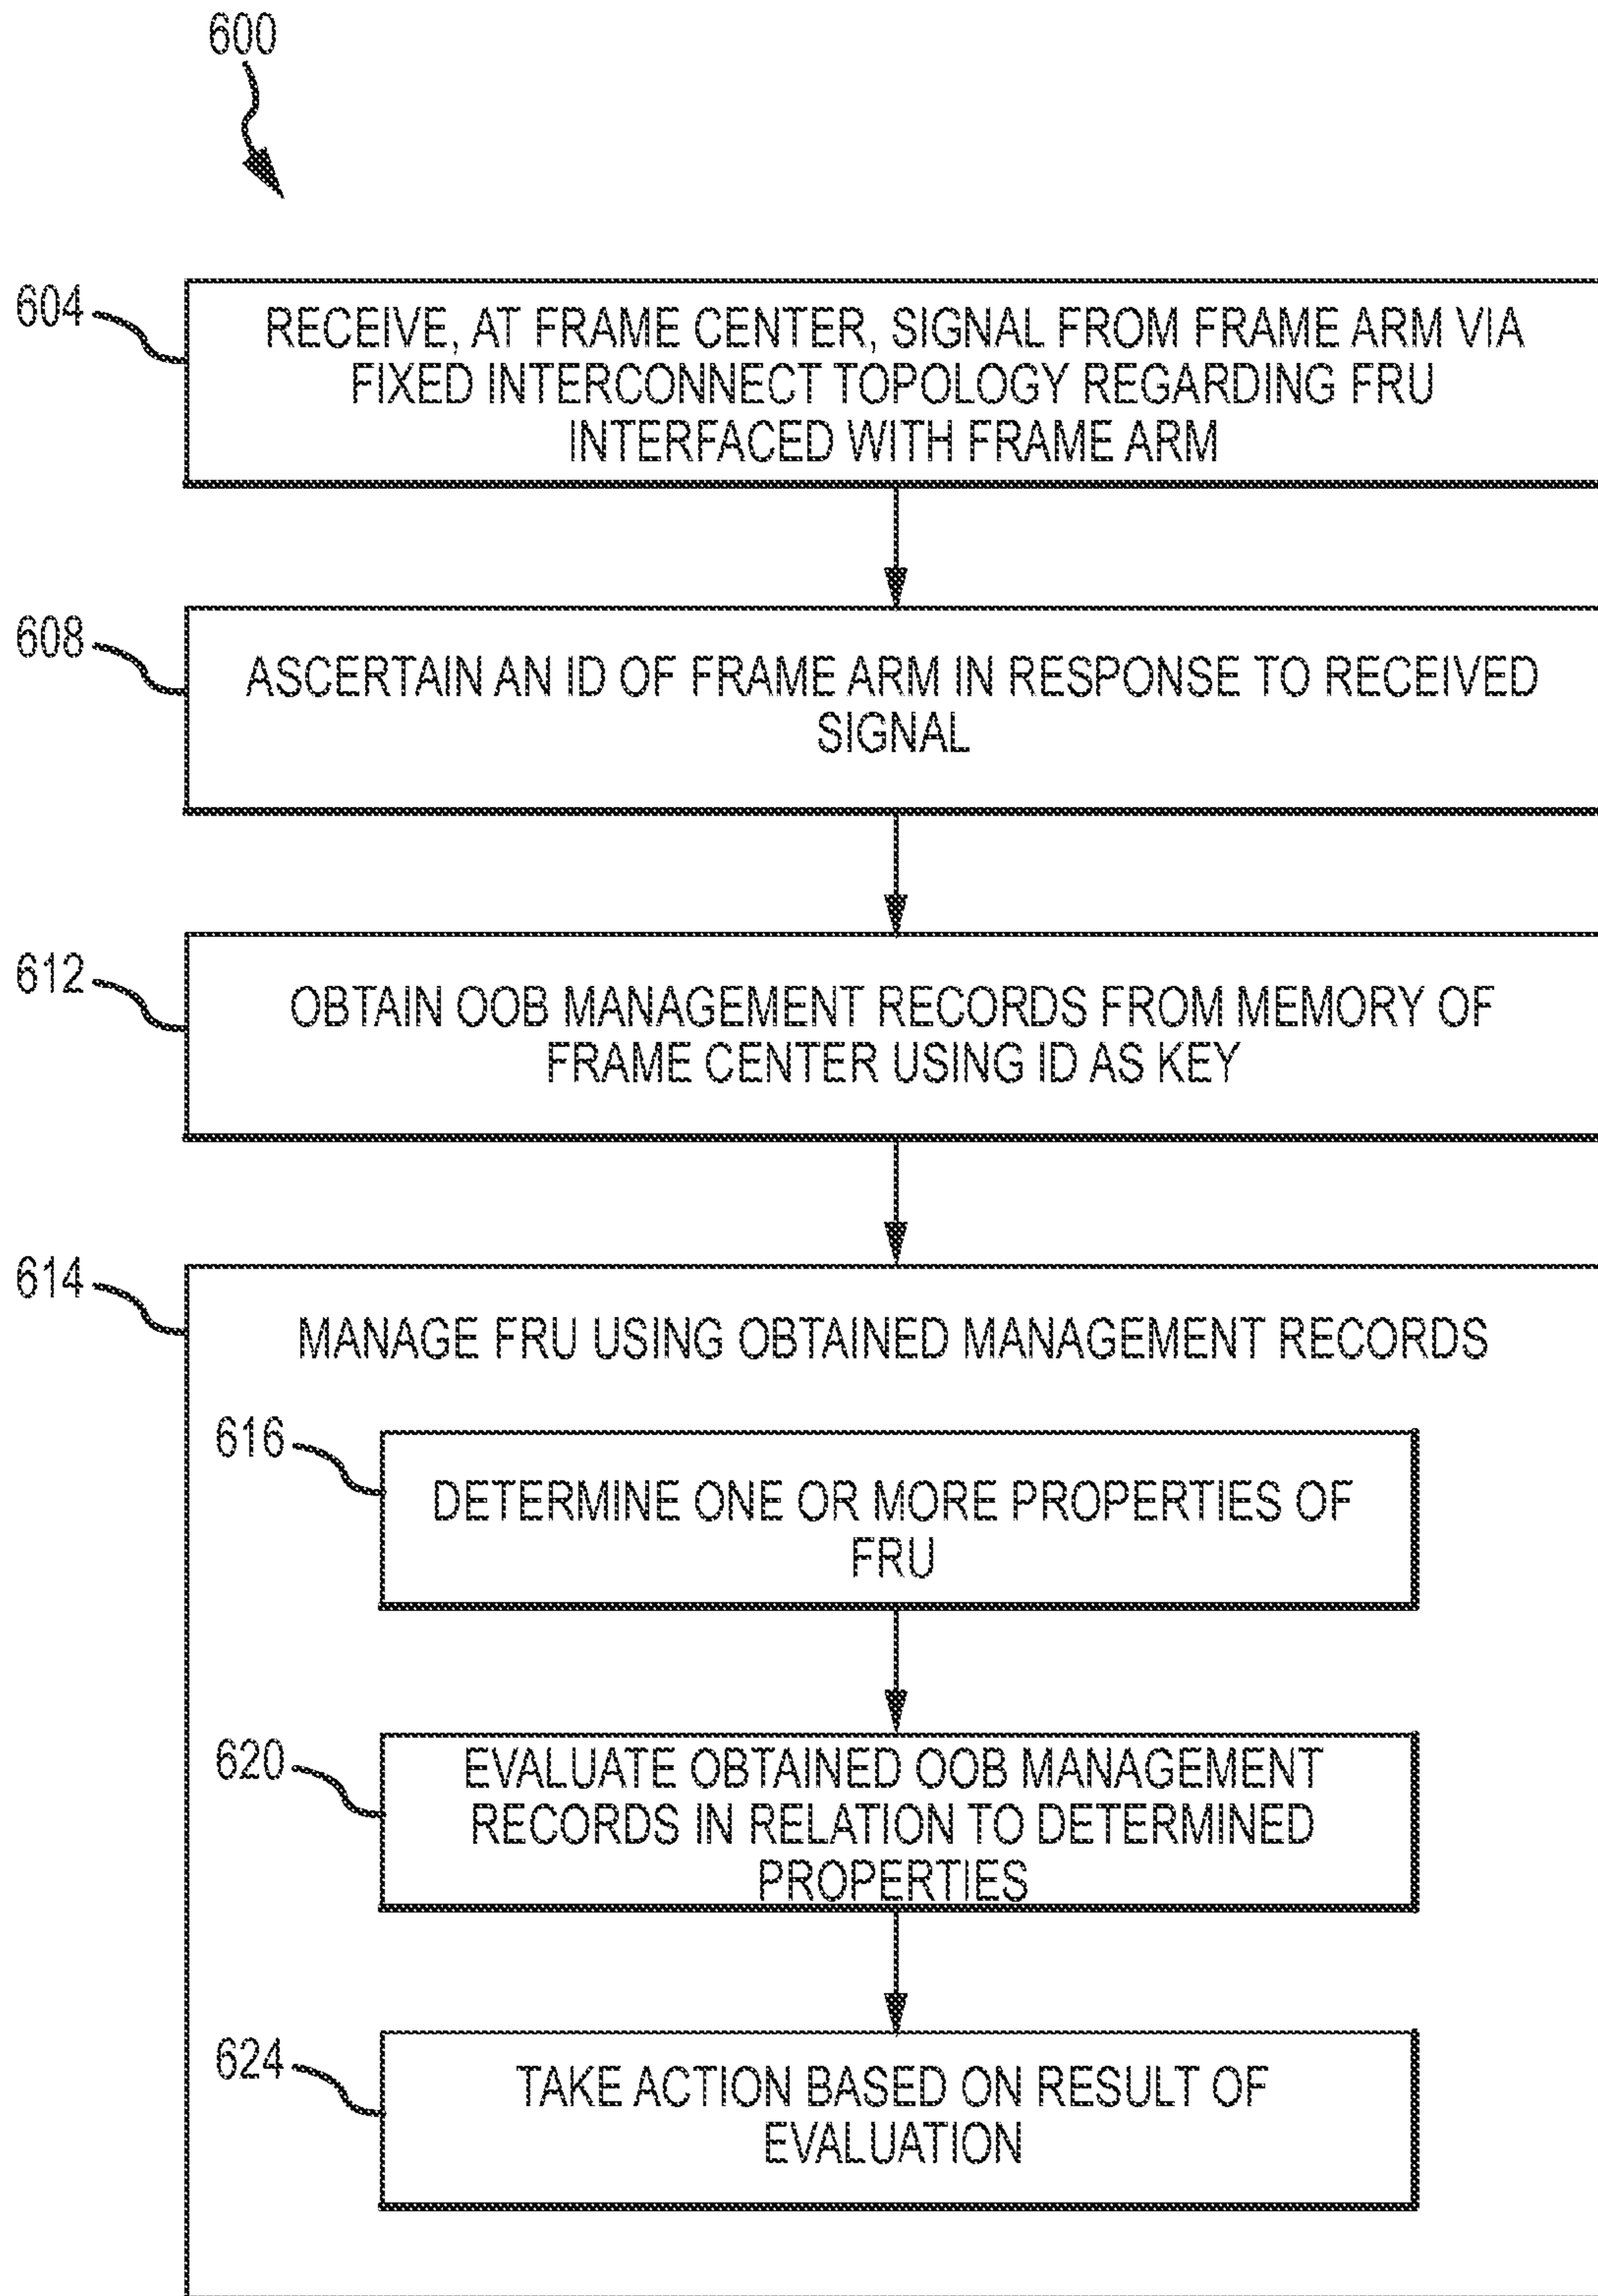 600
604
RECEIVE, AT FRAME CENTER, SIGNAL FROM FRAME ARM VIA
FIXED INTERCONNECT TOPOLOGY REGARDING FRU
INTERFACED WITH FRAME ARM
608
ASCERTAIN AN ID OF FRAME ARM IN RESPONSE TO RECEIVED
SIGNAL
612
OBTAIN OOB MANAGEMENT RECORDS FROM MEMORY OF
FRAME CENTER USING ID AS KEY
614
MANAGE FRU USING OBTAINED MANAGEMENT RECORDS
616
DETERMINE ONE OR MORE PROPERTIES OF
FRU
620
EVALUATE OBTAINED OOB MANAGEMENT
RECORDS IN RELATION TO DETERMINED
PROPERTIES
624
TAKE ACTION BASED ON RESULT OF
EVALUATION